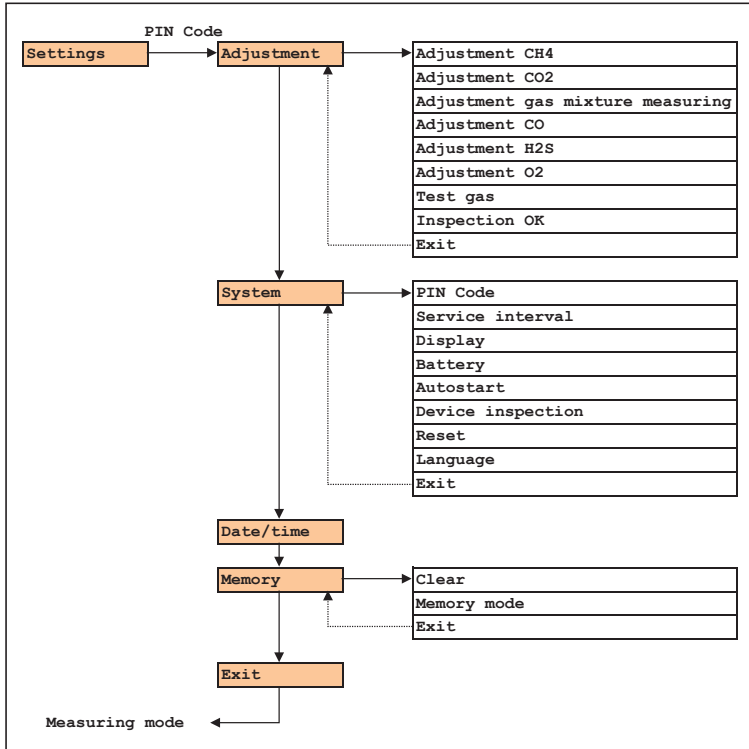 PIN Code
Settings
Adjustment
Adjustment CH4
Adjustment CO2
Adjustment gas mixture measuring
Adjustment CO
Adjustment H2S
Adjustment O2
Test gas
Inspection OK
Exit
System
PIN Code
Service interval
Display
Battery
Autostart
Device inspection
Reset
Language
Exit
Date/time
Memory
Clear
Memory mode
Exit
Exit
Measuring mode